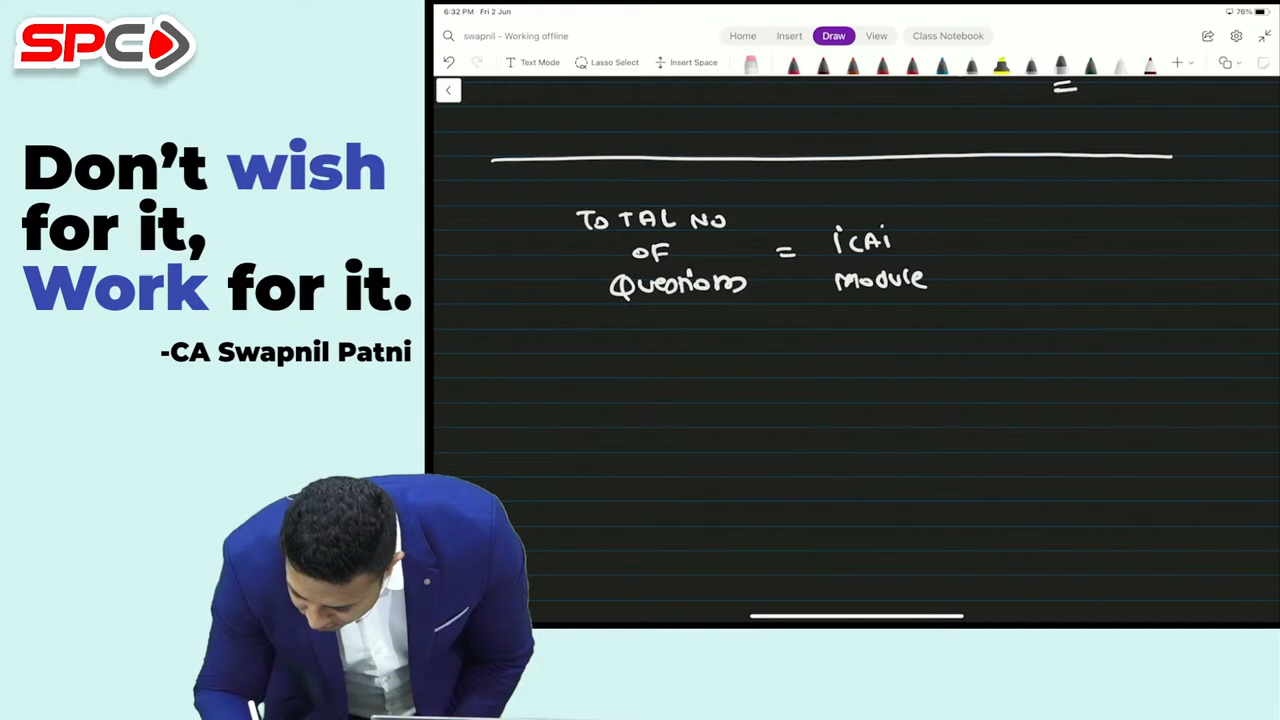 SPC
Don't wish
for it,
Work for it.
-CA Swapnil Patni
6:32 PM Fri 2 Jun
76%
swapnil - Working offline
Home Insert Draw View Class Notebook
Text Mode Lasso Select Insert Space
=
TOTAL NO
OF
Questions
=
iCAi
module